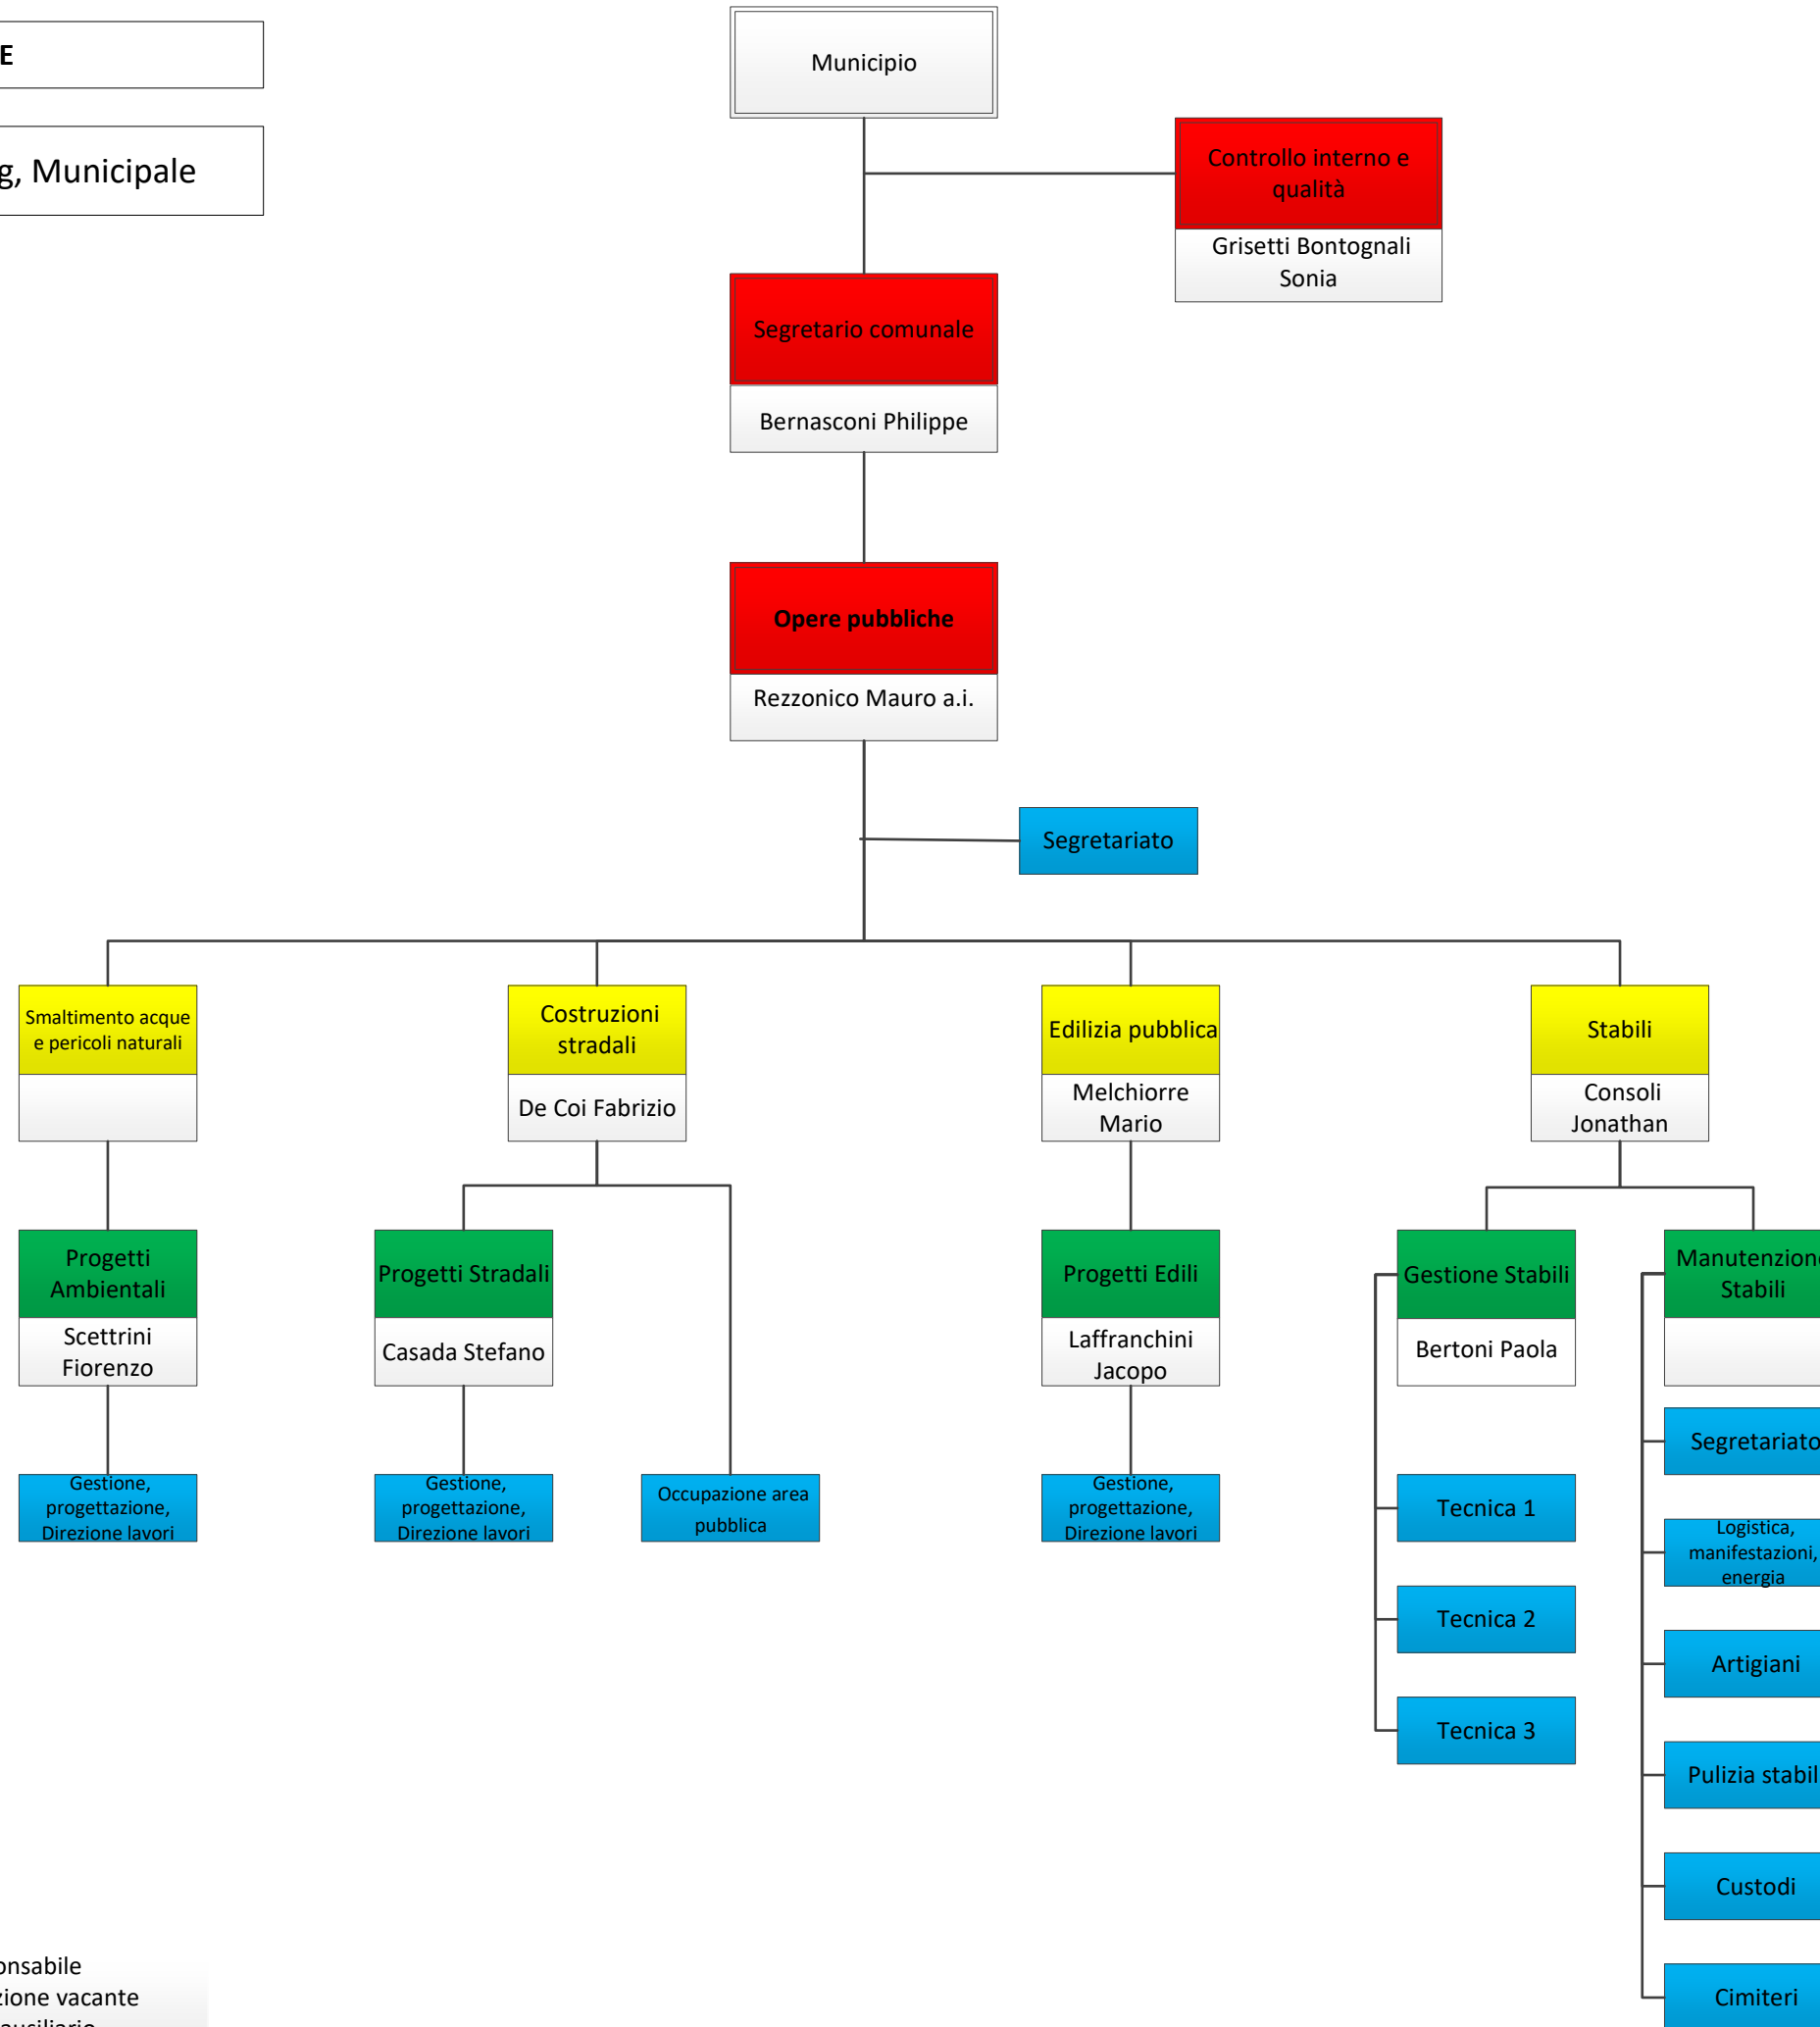 E
g, Municipale
Municipio
Controllo interno e
qualità
Grisetti Bontognali
Sonia
Segretario comunale
Bernasconi Philippe
Opere pubbliche
Rezzonico Mauro a.i.
Segretariato
Smaltimento acque
e pericoli naturali
Costruzioni
stradali
De Coi Fabrizio
Edilizia pubblica
Melchiorre
Mario
Stabili
Consoli
Jonathan
Progetti
Ambientali
Scettrini
Fiorenzo
Progetti Stradali
Casada Stefano
Progetti Edili
Laffranchini
Jacopo
Gestione Stabili
Bertoni Paola
Manutenzione
Stabili
Gestione,
progettazione,
Direzione lavori
Gestione,
progettazione,
Direzione lavori
Occupazione area
pubblica
Gestione,
progettazione,
Direzione lavori
Tecnica 1
Tecnica 2
Tecnica 3
Segretariato
Logistica,
manifestazioni,
energia
Artigiani
Pulizia stabil
Custodi
Cimiteri
onsabile
zione vacante
ausiliario